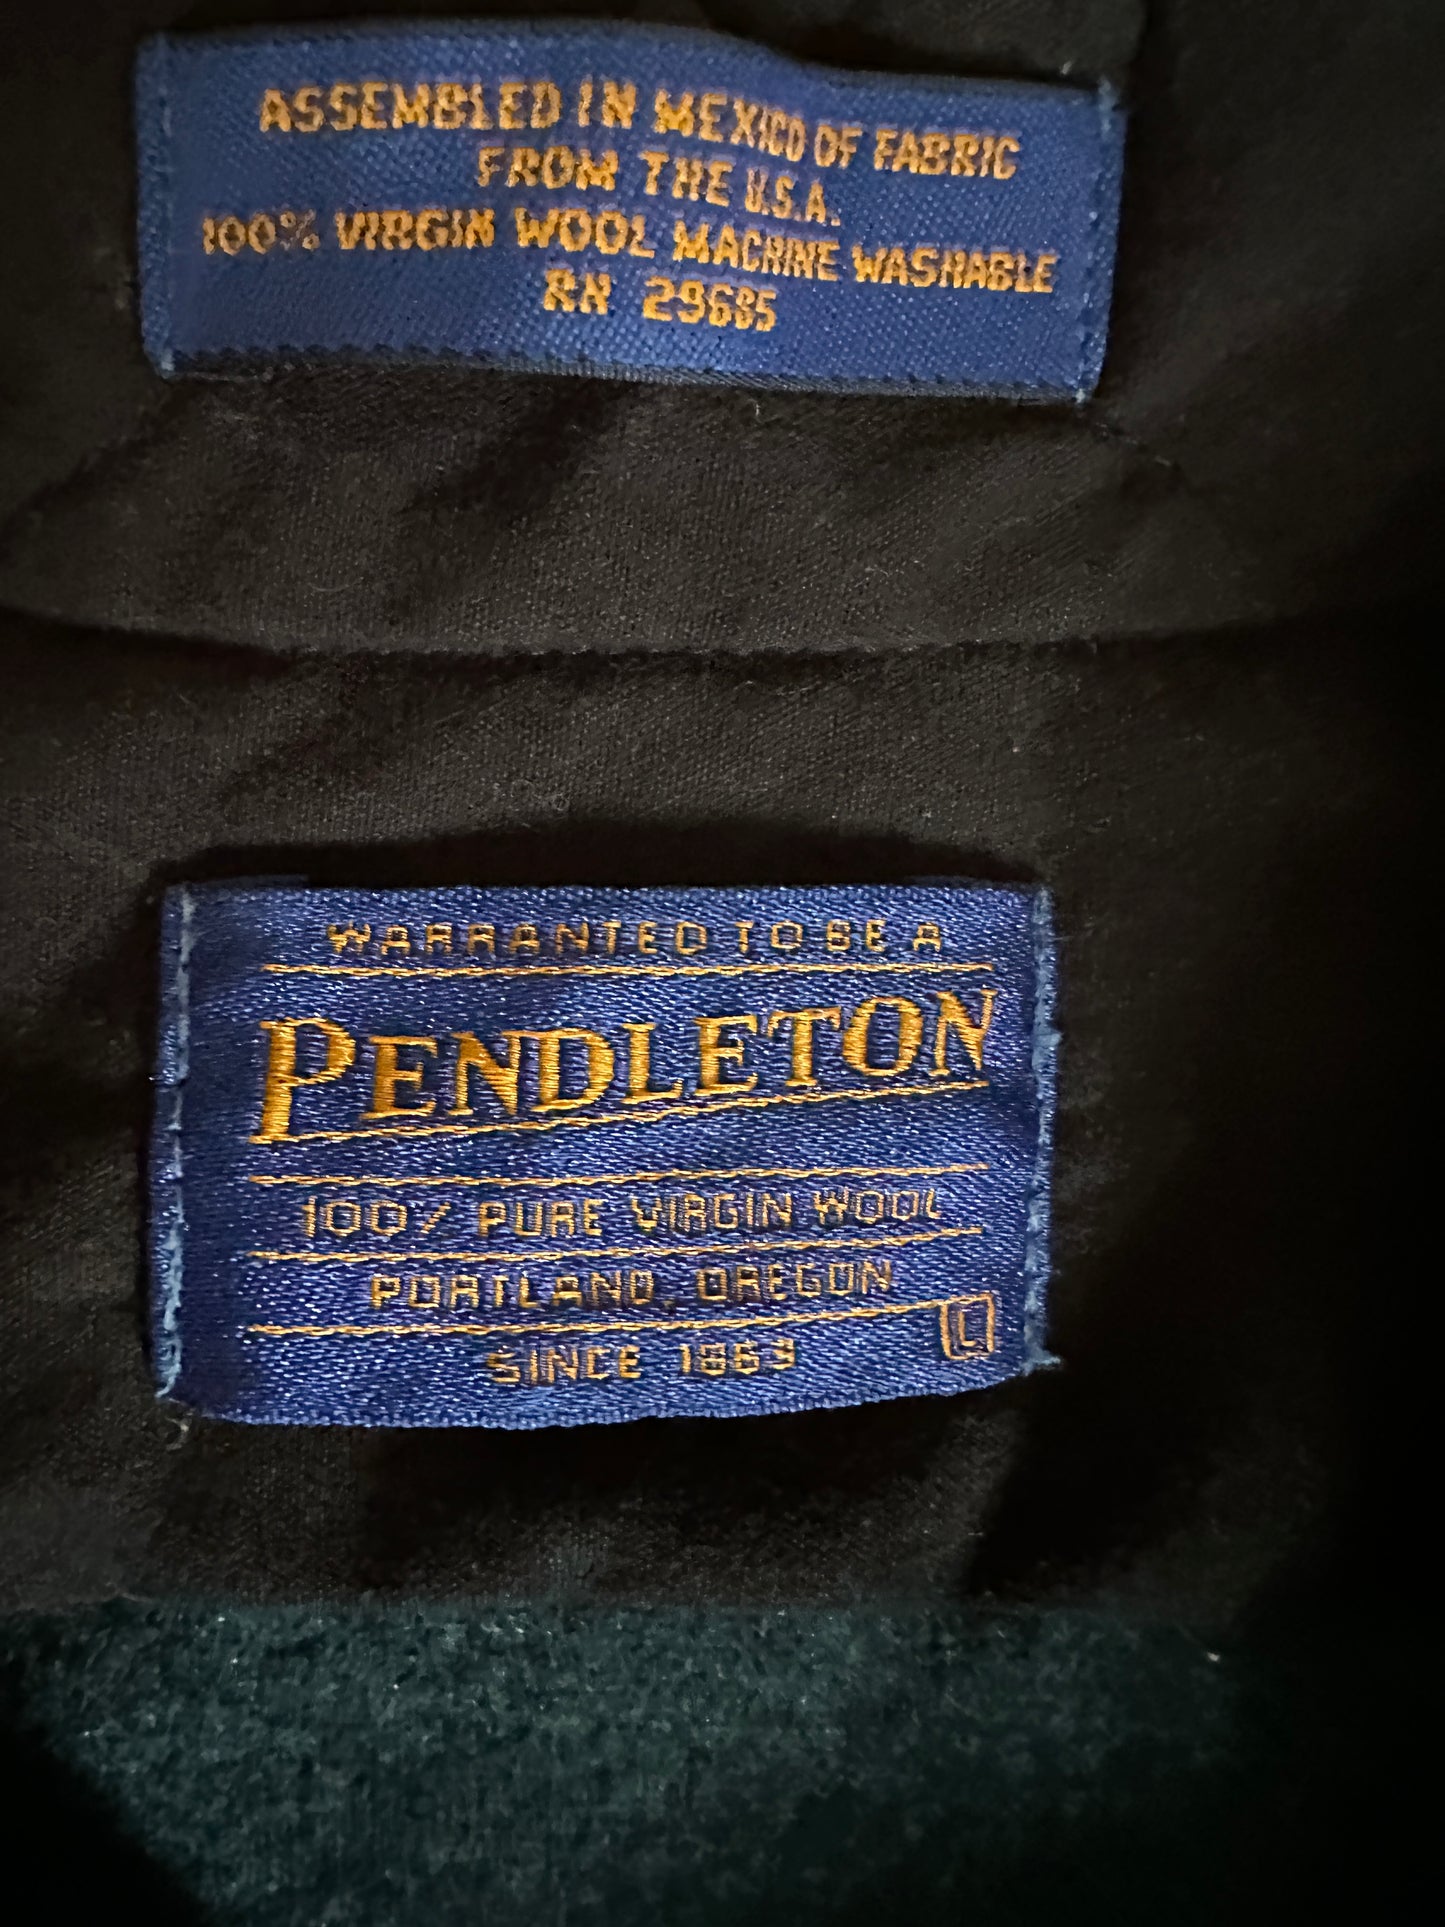 ASSEMBLED IN MEXICO OF FABRIC
FROM THE U.S.A.
100% VIRGIN WOOL MACHINE WASHABLE
RN 29685
WARRANTED TO BE A
PENDLETON
100% PURE VIRGIN WOOL
PORTLAND, OREGON
L
SINCE 1863